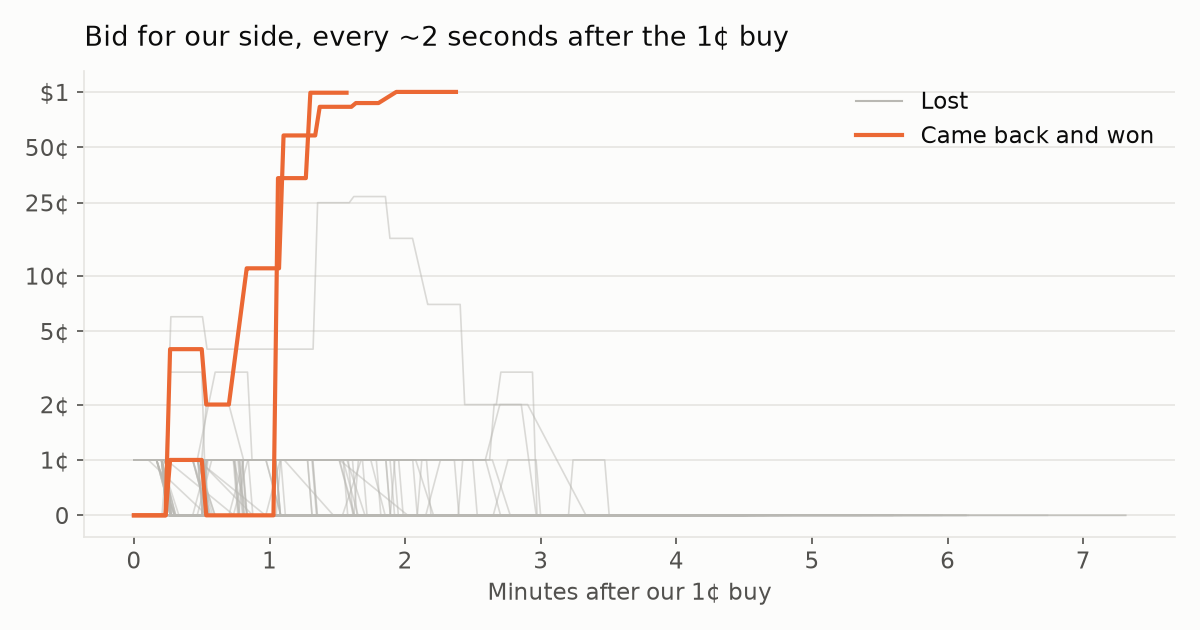 Bid for our side, every ~2 seconds after the 1¢ buy
$1
50¢
25¢
10¢
5¢
2¢
1¢
0
Lost
Came back and won
0 1 2 3 4 5 6 7
Minutes after our 1¢ buy